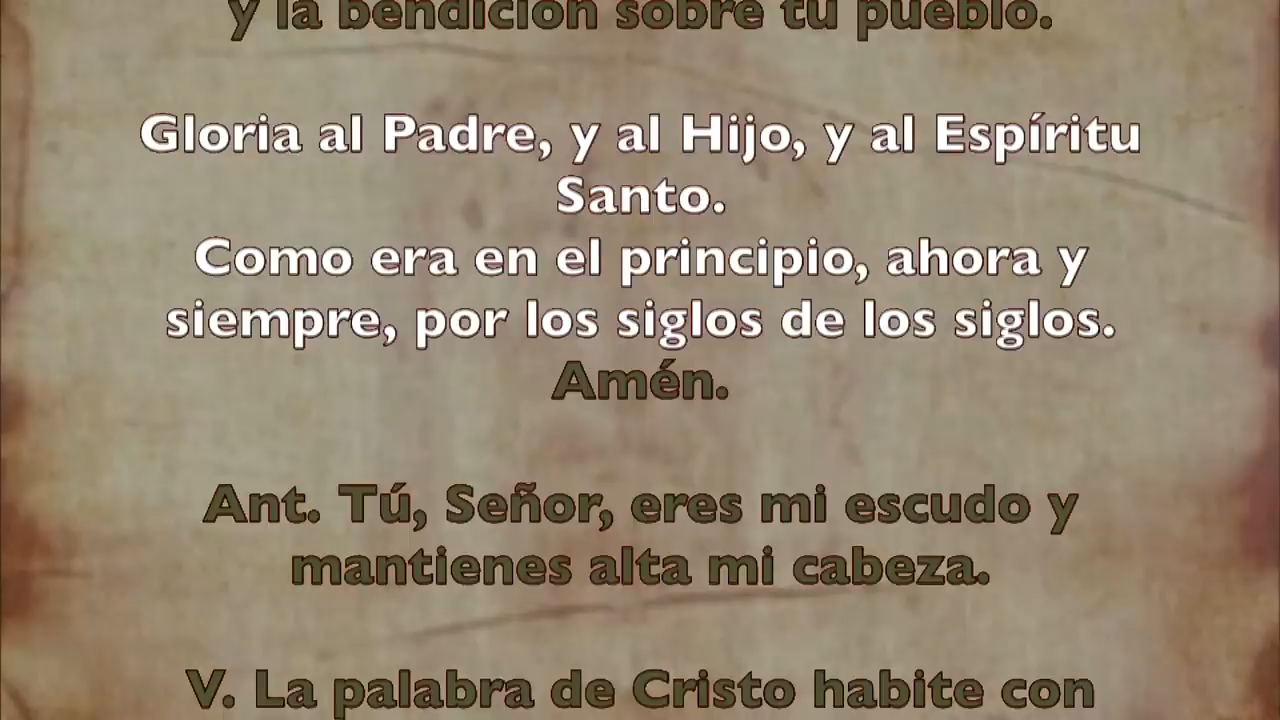 y la bendición sobre tu pueblo.
Gloria al Padre, y al Hijo, y al Espíritu
Santo.
Como era en el principio, ahora y
siempre, por los siglos de los siglos.
Amén.
Ant. Tú, Señor, eres mi escudo y
mantienes alta mi cabeza.
V. La palabra de Cristo habite con